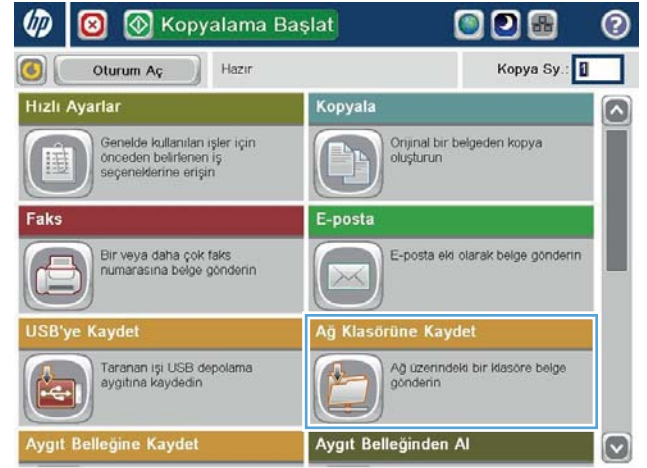 hp
Kopyalama Başlat
?
Oturum Aç
Hazır
Kopya Sy.: 1
Hızlı Ayarlar
Genelde kullanılan işler için
önceden belirlenen iş
seçeneklerine erişin
Kopyala
Orijinal bir belgeden kopya
oluşturun
Faks
Bir veya daha çok faks
numarasına belge gönderin
E-posta
E-posta eki olarak belge gönderin
USB'ye Kaydet
Taranan işi USB depolama
aygıtına kaydedin
Ağ Klasörüne Kaydet
Ağ üzerindeki bir klasöre belge
gönderin
Aygıt Belleğine Kaydet
Aygıt Belleğinden Al